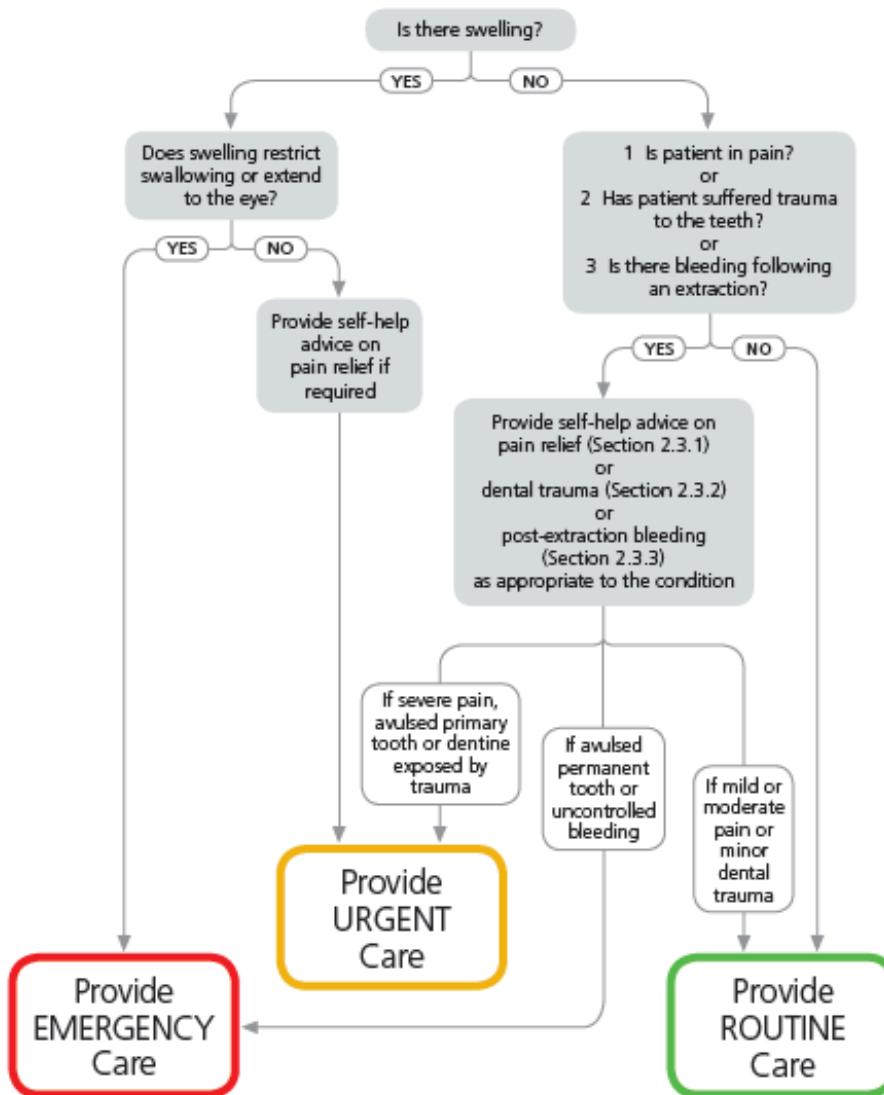 Is there swelling?
YES
NO
Does swelling restrict
swallowing or extend
to the eye?
1 Is patient in pain?
or
2 Has patient suffered trauma
to the teeth?
or
3 Is there bleeding following
an extraction?
YES
NO
Provide self-help
advice on
pain relief if
required
YES
NO
Provide self-help advice on
pain relief (Section 2.3.1)
or
dental trauma (Section 2.3.2)
or
post-extraction bleeding
(Section 2.3.3)
as appropriate to the condition
If severe pain,
avulsed primary
tooth or dentine
exposed by
trauma
If avulsed
permanent
tooth or
uncontrolled
bleeding
If mild or
moderate
pain or
minor
dental
trauma
Provide
URGENT
Care
Provide
EMERGENCY
Care
Provide
ROUTINE
Care